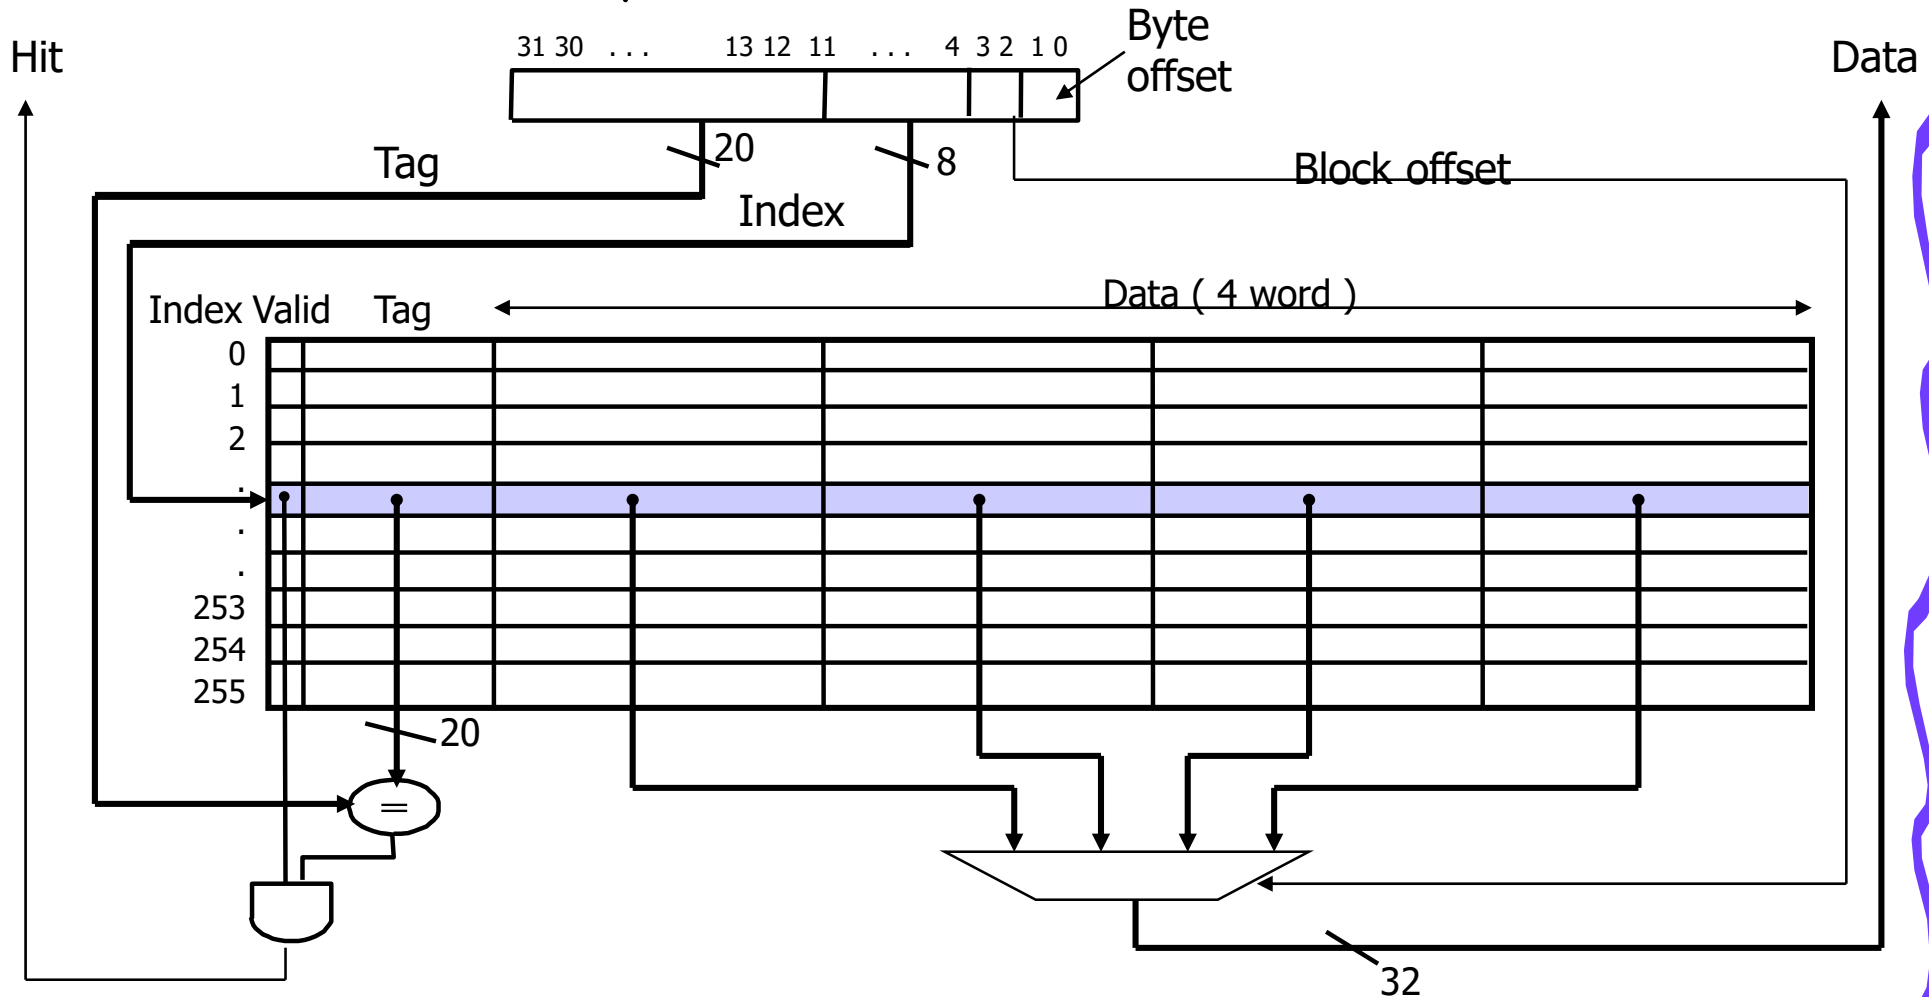 Byte
offset
31 30 . . . 13 12 11 . . . 4 3 2 1 0
Hit
Data
20
8
Tag
Block offset
Index
Index Valid Tag Data ( 4 word )
0
1
2
.
.
.
253
254
255
20
=
32